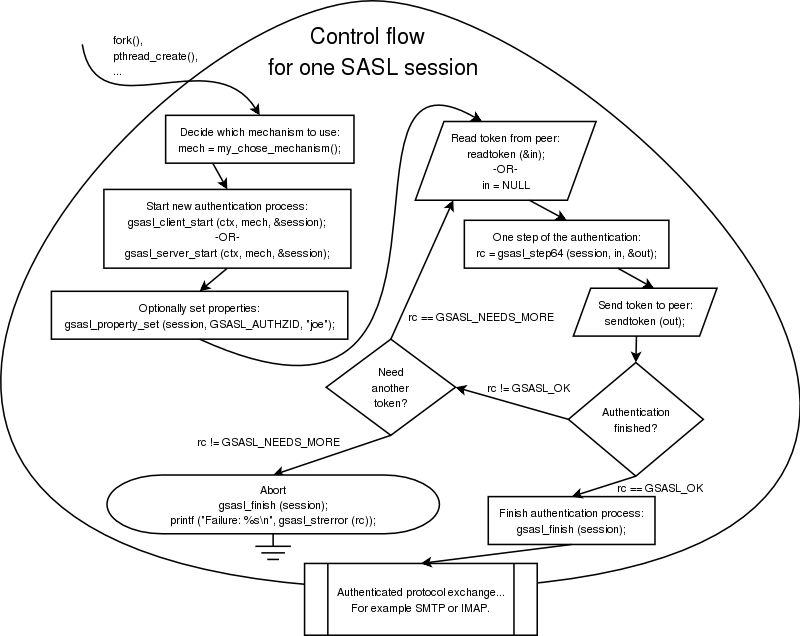 Control flow
for one SASL session
fork(),
pthread_create(),
...
Decide which mechanism to use:
mech = my_chose_mechanism();
Start new authentication process:
gsasl_client_start (ctx, mech, &session);
-OR-
gsasl_server_start (ctx, mech, &session);
Optionally set properties:
gsasl_property_set (session, GSASL_AUTHZID, "joe");
Read token from peer:
readtoken (&in);
-OR-
in = NULL
One step of the authentication:
rc = gsasl_step64 (session, in, &out);
Send token to peer:
sendtoken (out);
Authentication
finished?
rc != GSASL_OK
Need
another
token?
rc == GSASL_NEEDS_MORE
rc != GSASL_NEEDS_MORE
Abort
gsasl_finish (session);
printf ("Failure: %s\n", gsasl_strerror (rc));
rc == GSASL_OK
Finish authentication process:
gsasl_finish (session);
Authenticated protocol exchange...
For example SMTP or IMAP.